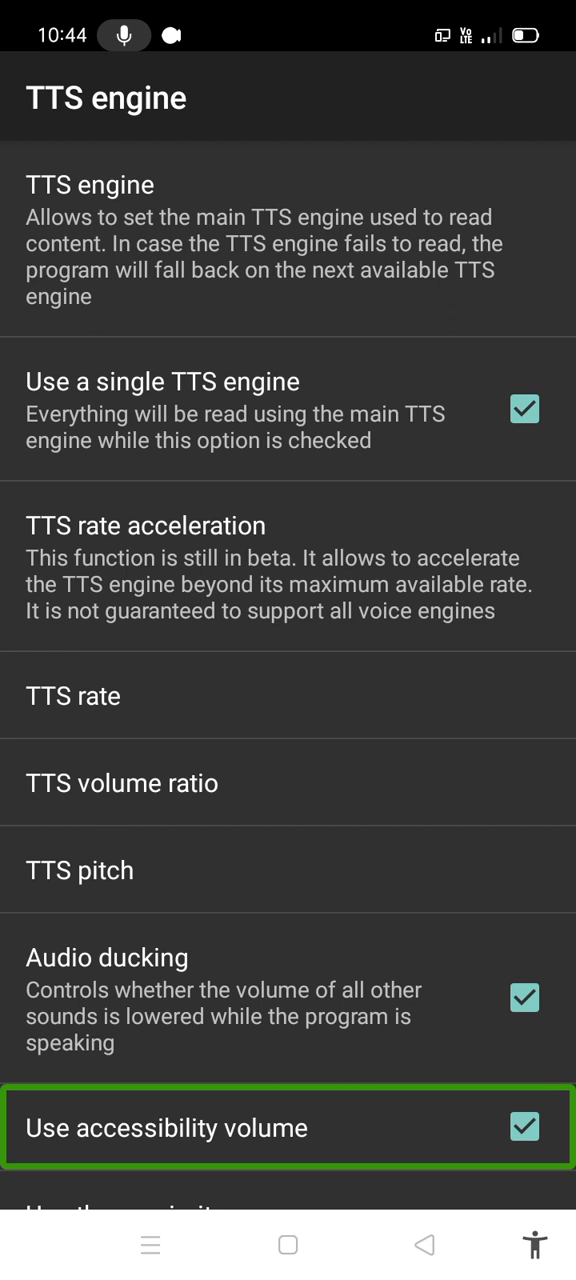 10:44
VO
LTE
TTS engine
TTS engine
Allows to set the main TTS engine used to read
content. In case the TTS engine fails to read, the
program will fall back on the next available TTS
engine
Use a single TTS engine
Everything will be read using the main TTS
engine while this option is checked
TTS rate acceleration
This function is still in beta. It allows to accelerate
the TTS engine beyond its maximum available rate.
It is not guaranteed to support all voice engines
TTS rate
TTS volume ratio
TTS pitch
Audio ducking
Controls whether the volume of all other
sounds is lowered while the program is
speaking
Use accessibility volume